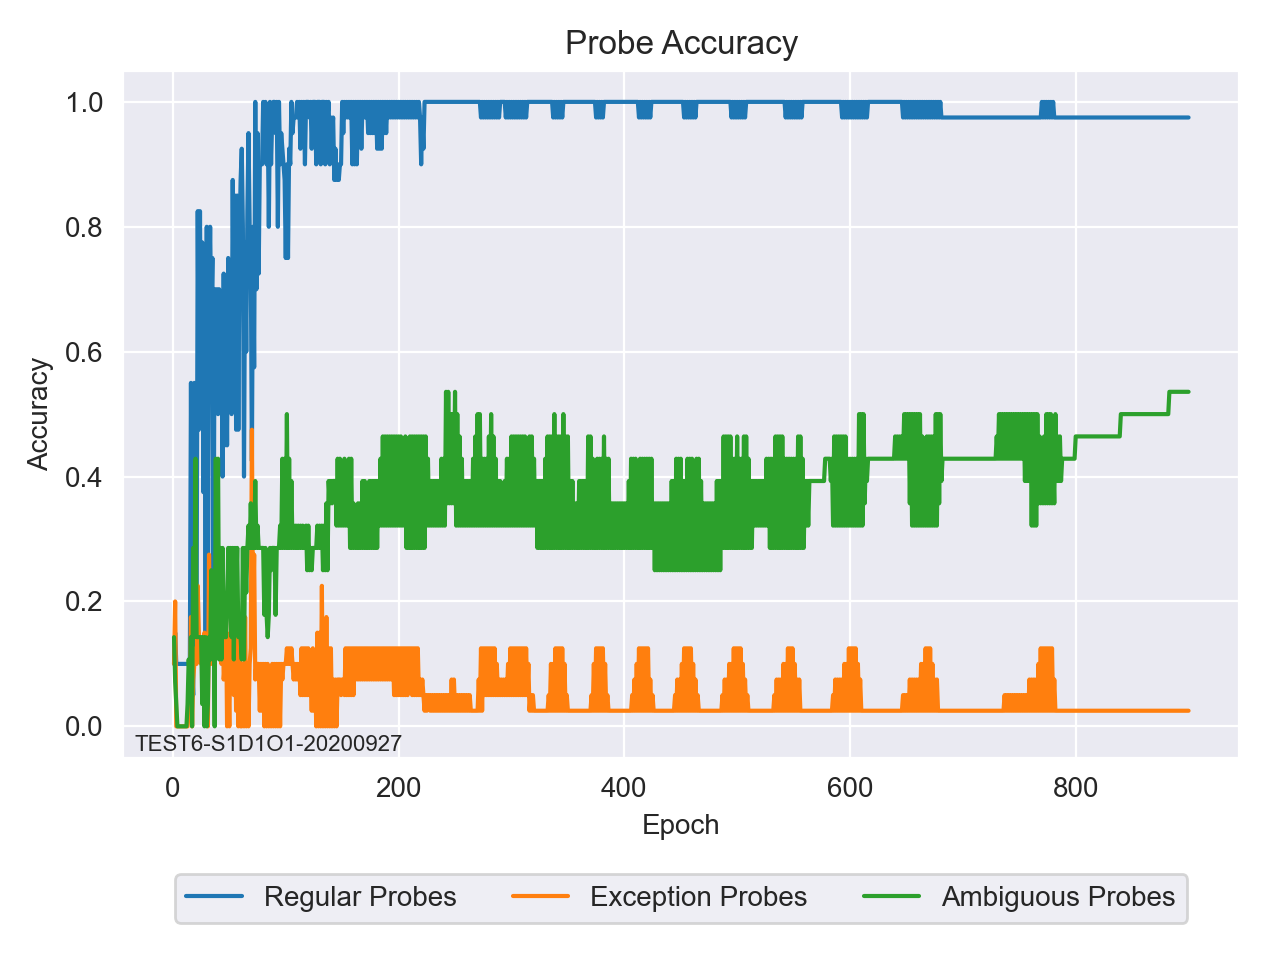 Probe Accuracy
1.0
0.8
0.6
0.4
0.2
0.0
Accuracy
TEST6-S1D1O1-20200927
0 200 400 600 800
Epoch
Regular Probes Exception Probes Ambiguous Probes